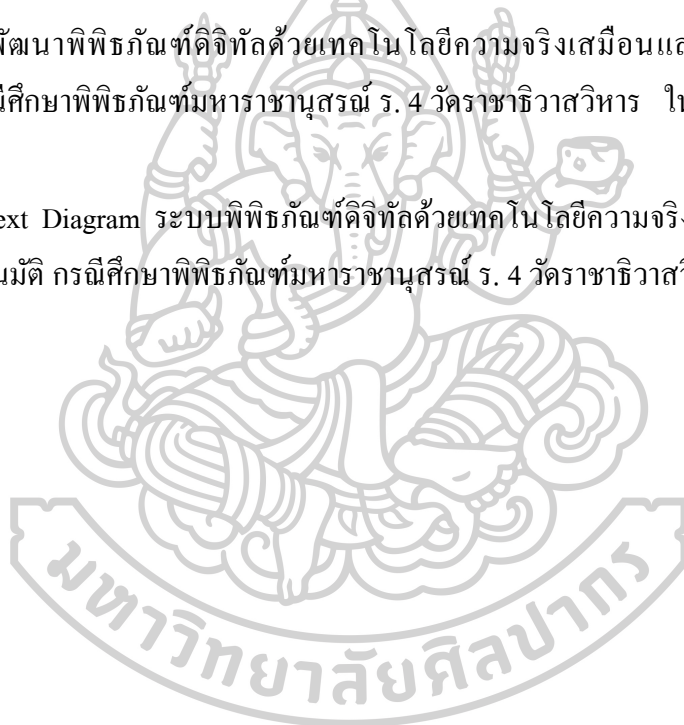 พัฒนาพิพิธภัณฑ์ดิจิทัลด้วยเทคโนโลยีความจริงเสมือนแล
ณีศึกษาพิพิธภัณฑ์มหาราชานุสรณ์ ร. 4 วัดราชาธิวาสวิหาร ใน
ext Diagram ระบบพิพิธภัณฑ์ดิจิทัลด้วยเทคโนโลยีความจริง
นมัติ กรณีศึกษาพิพิธภัณฑ์มหาราชานุสรณ์ ร. 4 วัดราชาธิวาสวิ
มหาวิทยาลัยศิลปากร